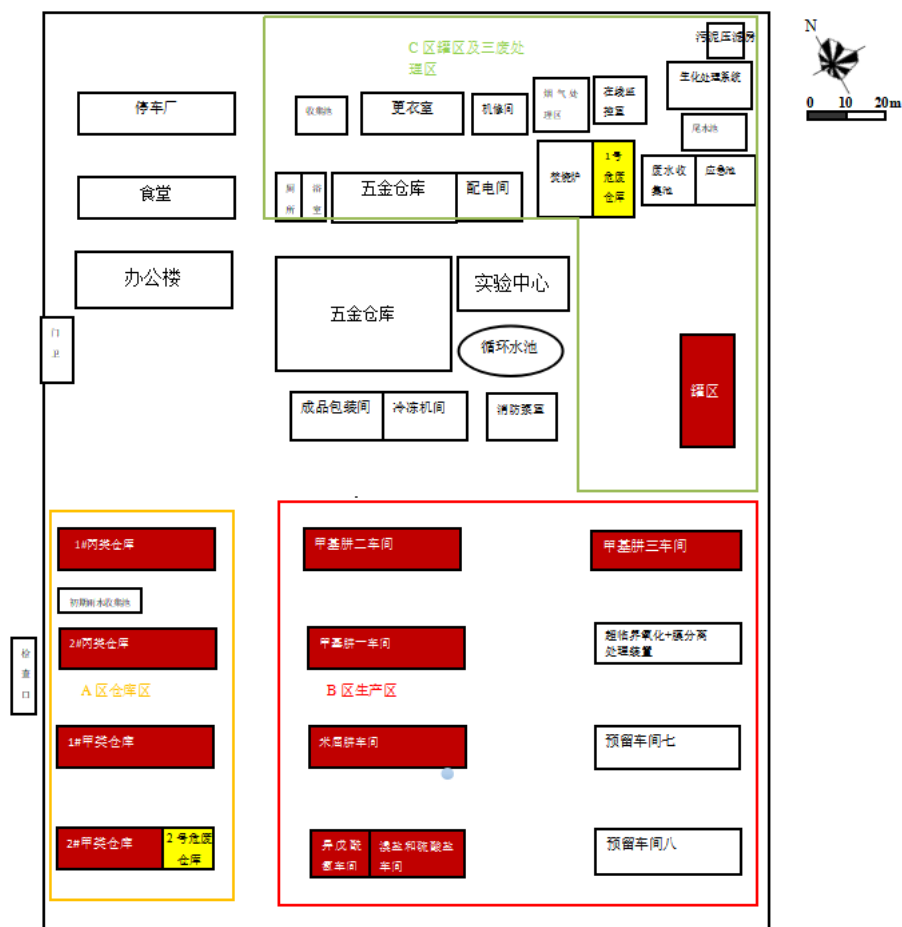 污泥压滤房
N
C 区罐区及三废处
理区
生化处理系统
0 10 20m
停车厂
收集池
更衣室
机修间
烟气处
理区
在线监
控室
尾水池
食堂
厕
所
浴
室
五金仓库
配电间
焚烧炉
1号
危废
仓库
废水收
集池
应急池
办公楼
五金仓库
实验中心
门
卫
循环水池
罐区
成品包装间
冷冻机间
消防泵室
1#丙类仓库
甲基肼二车间
甲基肼三车间
初期雨水收集池
2#丙类仓库
甲基肼一车间
超临界氧化+膜分离
处理装置
检
查
口
A 区仓库区
B 区生产区
1#甲类仓库
米屈肼车间
预留车间七
2#甲类仓库
2 号危废
仓库
异戊酰
氯车间
溴盐和硫酸盐
车间
预留车间八